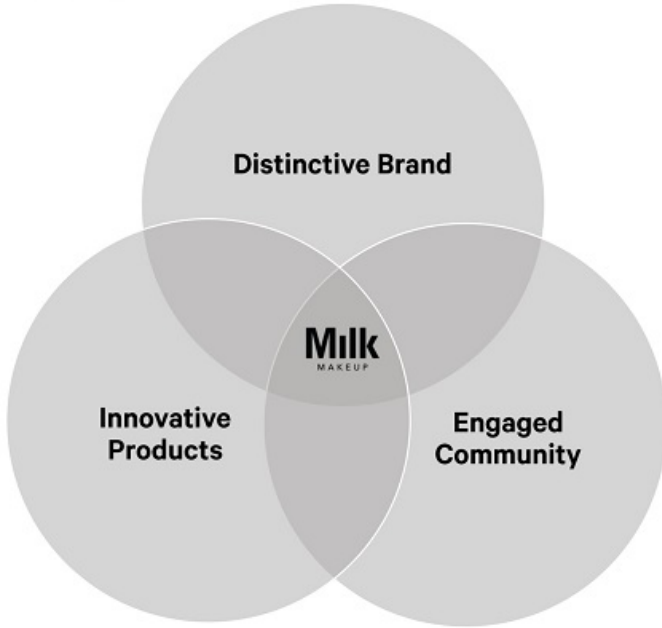 Distinctive Brand
Milk
MAKEUP
Innovative
Products
Engaged
Community